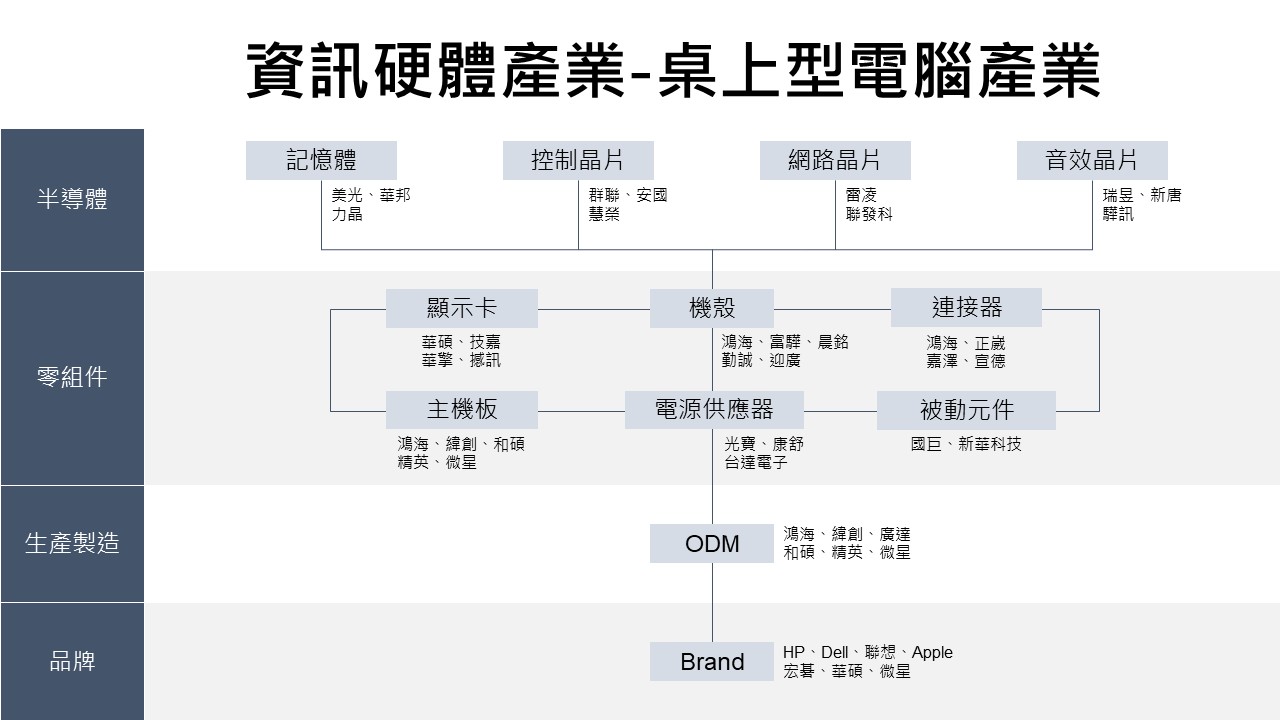 資訊硬體產業-桌上型電腦產業
半導體
記憶體
美光、華邦
力晶
控制晶片
群聯、安國
慧榮
網路晶片
雷凌
聯發科
音效晶片
瑞昱、新唐
驊訊
零組件
顯示卡
華碩、技嘉
華擎、撼訊
機殼
鴻海、富驊、晨銘
勤誠、迎廣
連接器
鴻海、正崴
嘉澤、宣德
主機板
鴻海、緯創、和碩
精英、微星
電源供應器
光寶、康舒
台達電子
被動元件
國巨、新華科技
生產製造
ODM
鴻海、緯創、廣達
和碩、精英、微星
品牌
Brand
HP、Dell、聯想、Apple
宏碁、華碩、微星